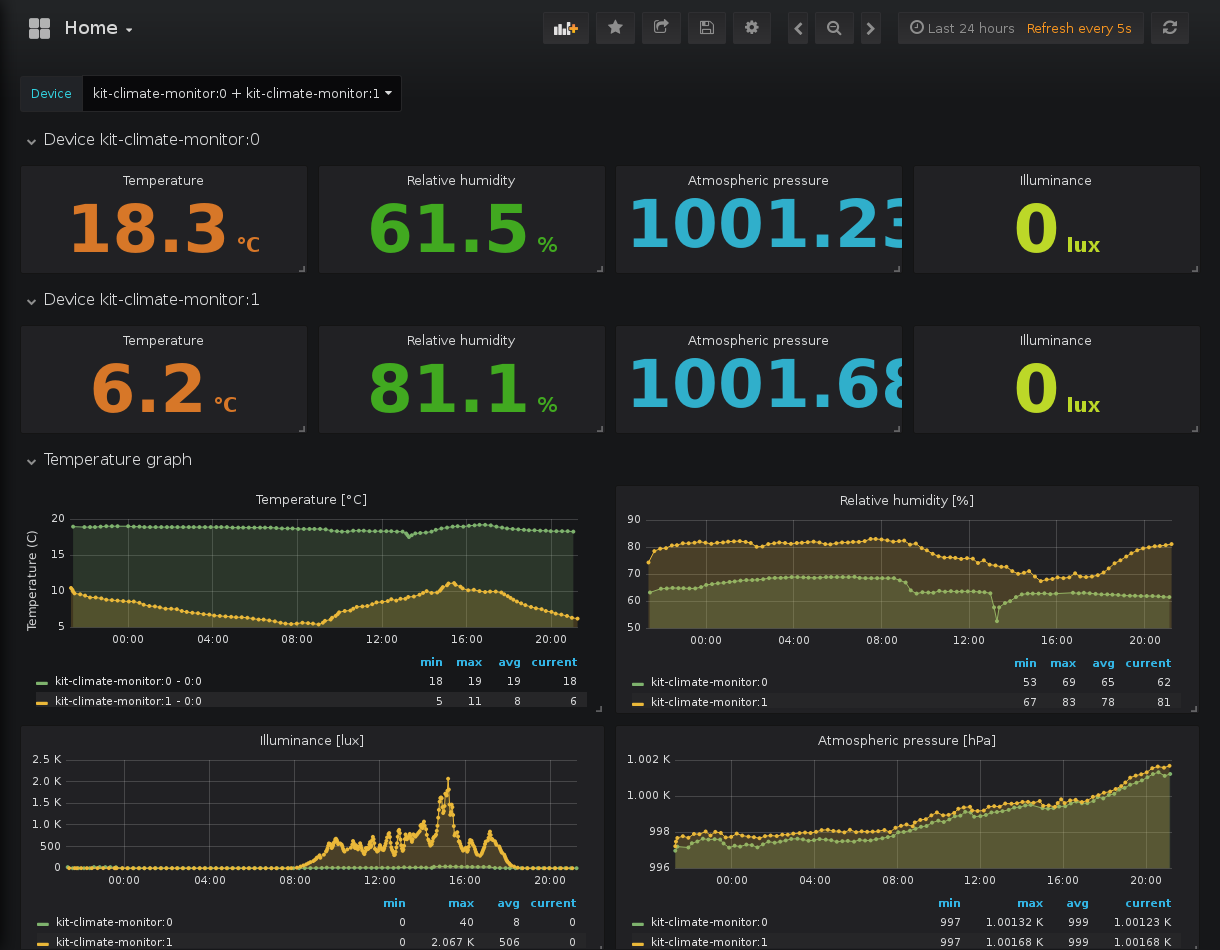 Home
Last 24 hours Refresh every 5s
Device kit-climate-monitor:0 + kit-climate-monitor:1
Device kit-climate-monitor:0
Temperature Relative humidity Atmospheric pressure Illuminance
18.3 °C 61.5 % 1001.23 0 lux
Device kit-climate-monitor:1
Temperature Relative humidity Atmospheric pressure Illuminance
6.2 °C 81.1 % 1001.68 0 lux
Temperature graph
Temperature [°C]
Temperature (C)
20
15
10
5
00:00 04:00 08:00 12:00 16:00 20:00
min max avg current
kit-climate-monitor:0 - 0:0 18 19 19 18
kit-climate-monitor:1 - 0:0 5 11 8 6
Relative humidity [%]
90
80
70
60
50
00:00 04:00 08:00 12:00 16:00 20:00
min max avg current
kit-climate-monitor:0 53 69 65 62
kit-climate-monitor:1 67 83 78 81
Illuminance [lux]
2.5 K
2.0 K
1.5 K
1.0 K
500
0
00:00 04:00 08:00 12:00 16:00 20:00
min max avg current
kit-climate-monitor:0 0 40 8 0
kit-climate-monitor:1 0 2.067 K 506 0
Atmospheric pressure [hPa]
1.002 K
1.000 K
998
996
00:00 04:00 08:00 12:00 16:00 20:00
min max avg current
kit-climate-monitor:0 997 1.00132 K 999 1.00123 K
kit-climate-monitor:1 997 1.00168 K 999 1.00168 K